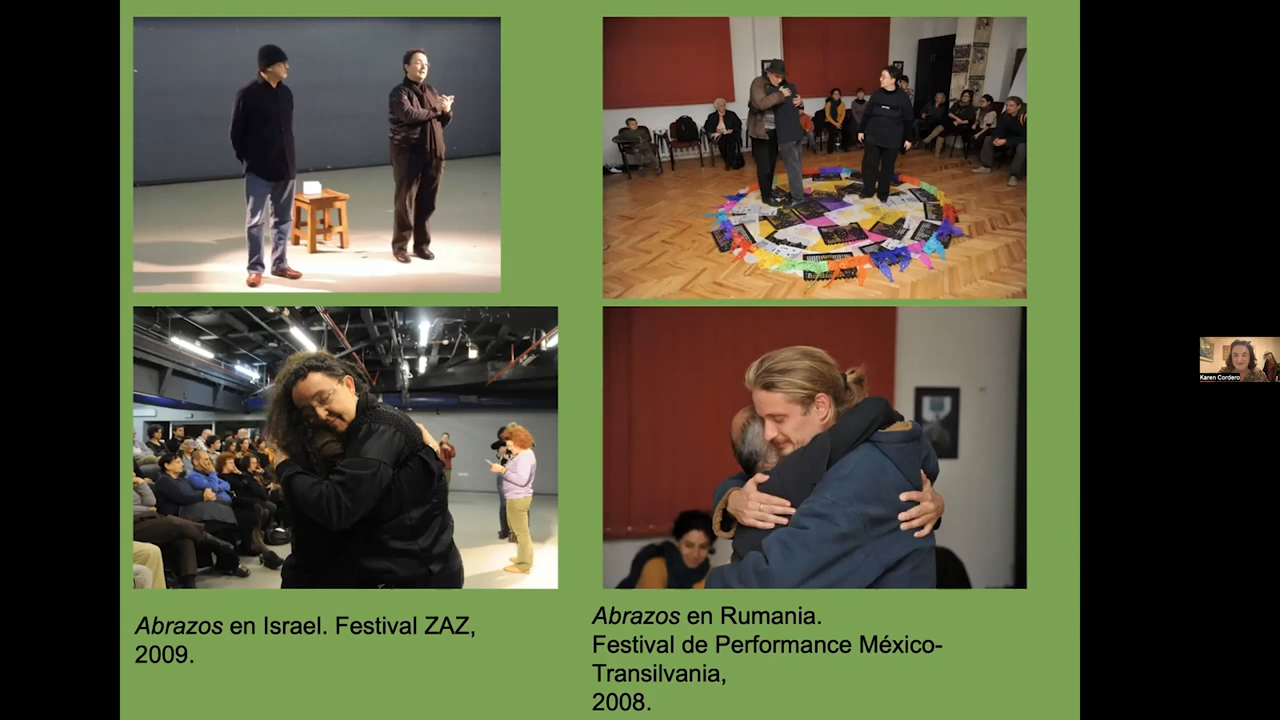 Abrazos en Israel. Festival ZAZ,
2009.
Abrazos en Rumania.
Festival de Performance México-
Transilvania,
2008.
Karen Cordero